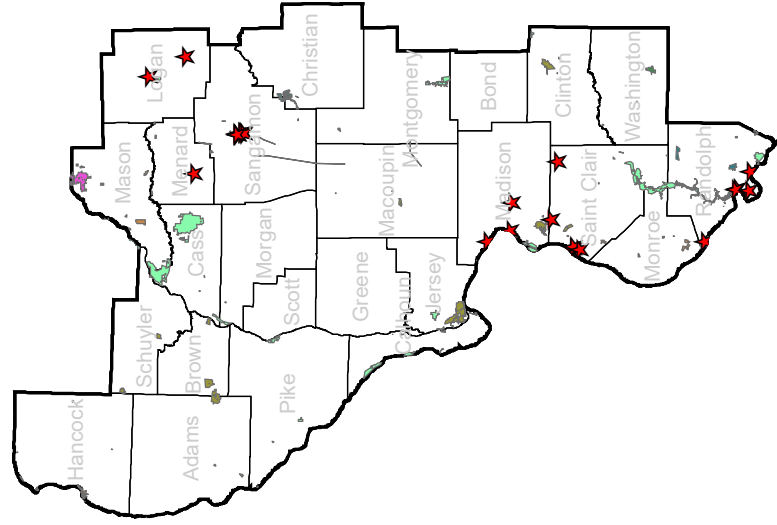 Christian
Logan
Sangamon
Montgomery
Bond
Clinton
Washington
Mason
Menard
Macoupin
Madison
Saint Clair
Randolph
Cass
Morgan
Monroe
Scott
Greene
Calhoun
Jersey
Schuyler
Brown
Pike
Hancock
Adams